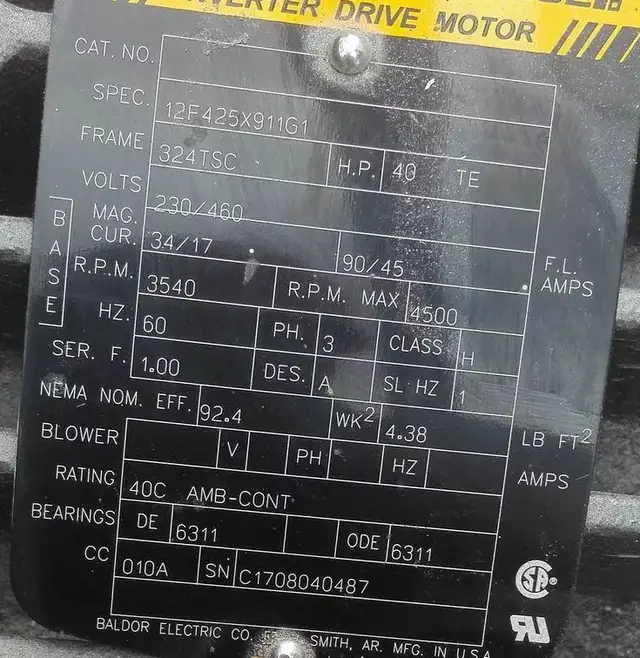 INVERTER DRIVE MOTOR
CAT. NO.
SPEC. 12F425X911G1
FRAME 324TSC H.P. 40 TE
VOLTS 230/460
MAG. CUR. 34/17 90/45 F.L. AMPS
BASE
R.P.M. 3540 R.P.M. MAX 4500
HZ. 60 PH. 3 CLASS H
SER. F. 1.00 DES. A SL HZ 1
NEMA NOM. EFF. 92.4 WK² 4.38 LB FT²
BLOWER V PH HZ AMPS
RATING 40C AMB-CONT
BEARINGS DE 6311 ODE 6311
CC 010A SN C1708040487
BALDOR ELECTRIC CO. SMITH, AR. MFG. IN U.S.A